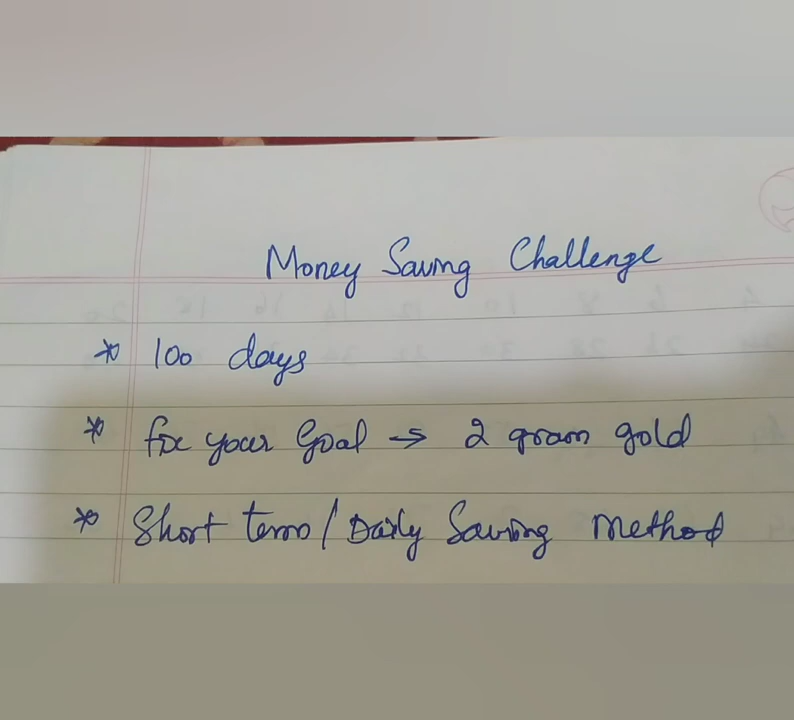 Money Saving Challenge
* 100 days
* fix your Goal → 2 gram gold
* Short term / Daily Saving Method